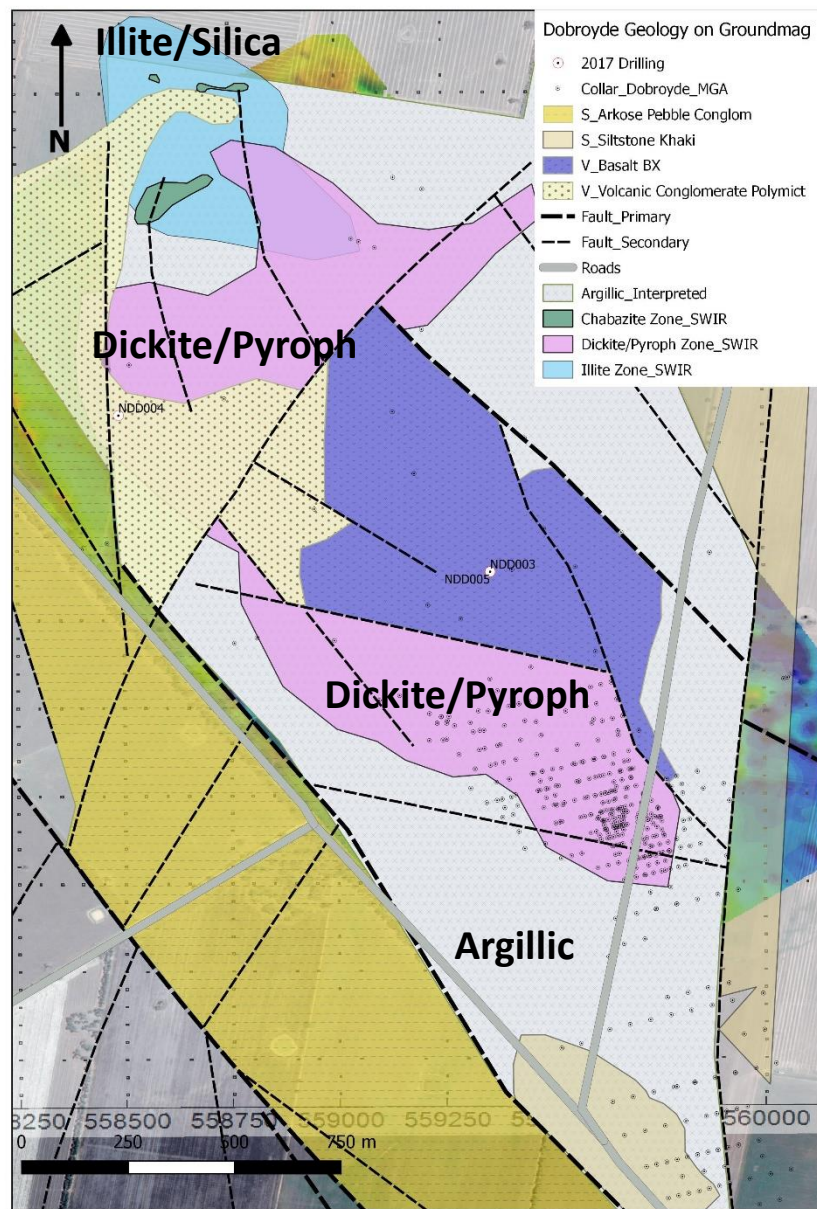 Illite/Silica
N
Dobroyde Geology on Groundmag
2017 Drilling
Collar_Dobroyde_MGA
S_Arkose Pebble Conglom
S_Siltstone Khaki
V_Basalt BX
V_Volcanic Conglomerate Polymict
Fault_Primary
Fault_Secondary
Roads
Argillic_Interpreted
Chabazite Zone_SWIR
Dickite/Pyroph Zone_SWIR
Illite Zone_SWIR
Dickite/Pyroph
NDD004
NDD003
NDD005
Dickite/Pyroph
Argillic
8250 558500 558750 559000 559250 560000
0 250 500 750 m